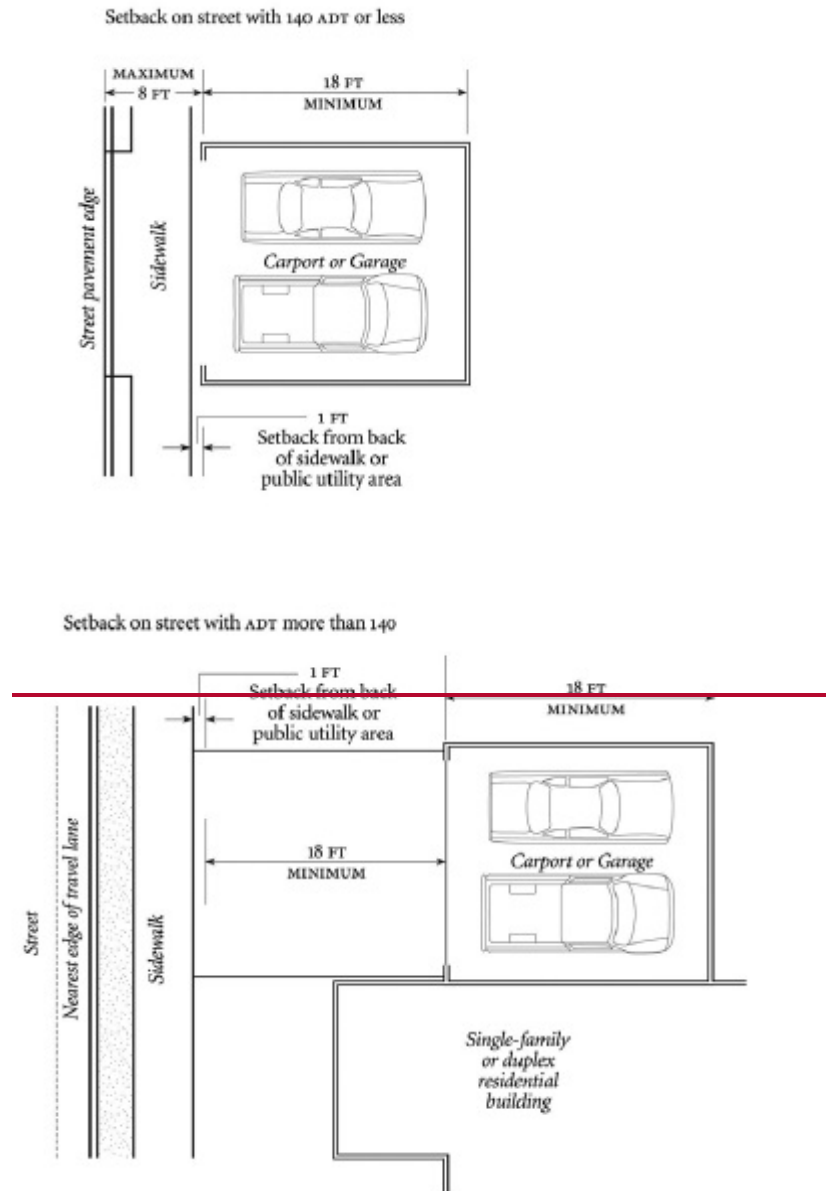 Setback on street with 140 ADT or less
MAXIMUM
8 FT
18 FT
MINIMUM
Street pavement edge
Sidewalk
Carport or Garage
1 FT
Setback from back
of sidewalk or
public utility area
Setback on street with ADT more than 140
1 FT
Setback from back
of sidewalk or
public utility area
18 FT
MINIMUM
18 FT
MINIMUM
Carport or Garage
Street
Nearest edge of travel lane
Sidewalk
Single-family
or duplex
residential
building